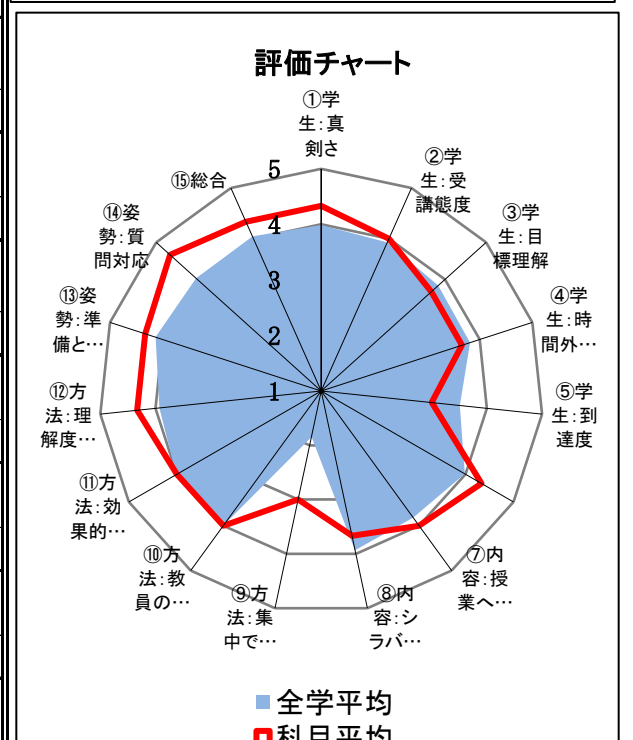 評価チャート
①学
生:真
剣さ
②学
生:受
講態度
③学
生:目
標理解
④学
生:時
間外…
⑤学
生:到
達度
⑦内
容:授
業へ…
⑧内
容:シ
ラバ…
⑨方
法:集
中で…
⑩方
法:教
員の…
⑪方
法:効
果的…
⑫方
法:理
解度…
⑬姿
勢:準
備と…
⑭姿
勢:質
問対応
⑮総合
5
4
3
2
1
全学平均
科目平均